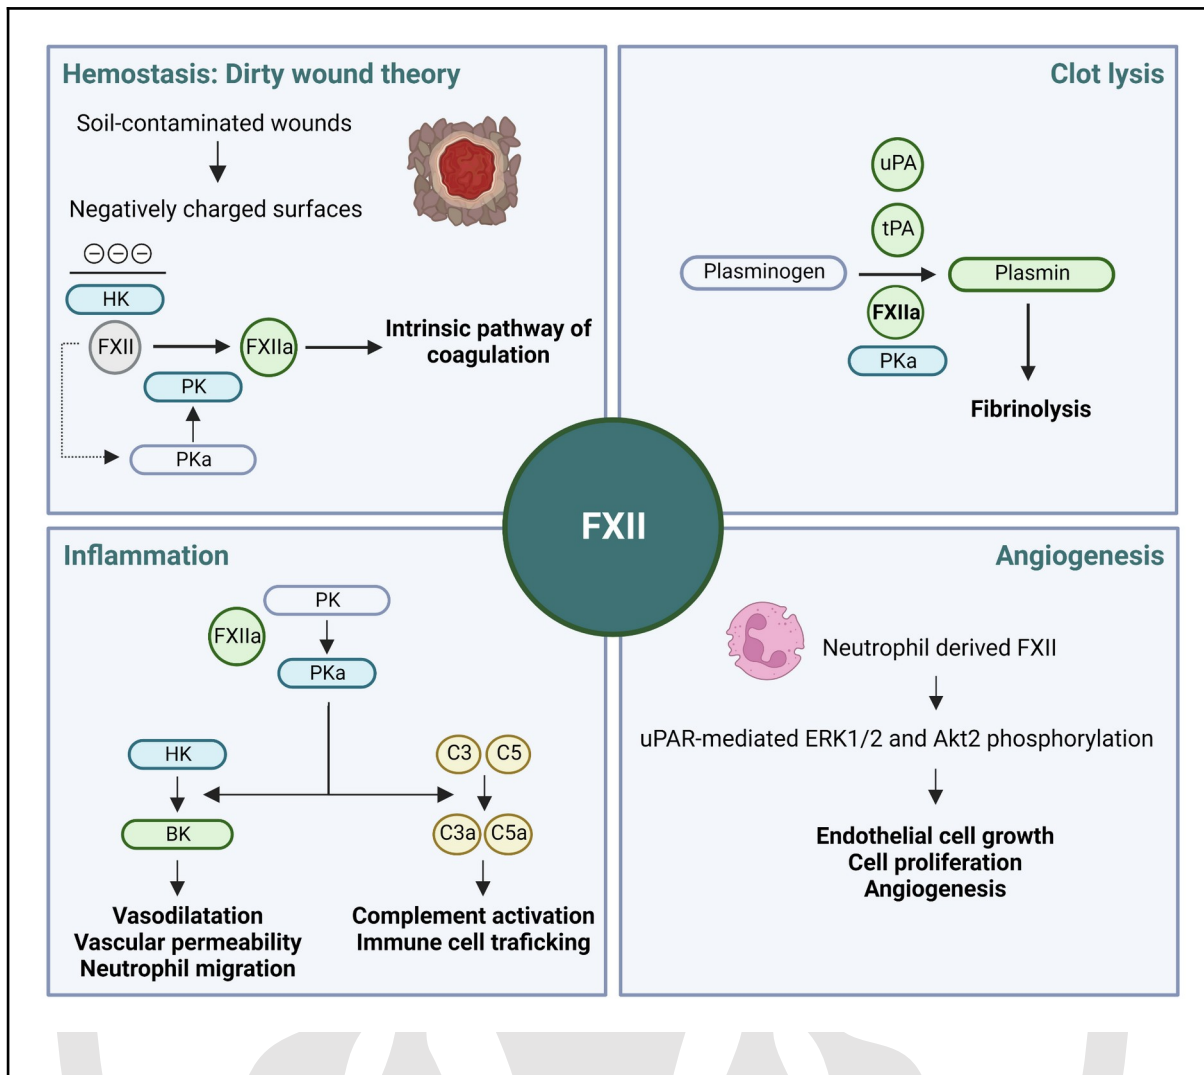 Hemostasis: Dirty wound theory
Soil-contaminated wounds
Negatively charged surfaces
HK
FXII
FXIIa
Intrinsic pathway of
coagulation
PK
PKa
Clot lysis
uPA
tPA
Plasminogen
Plasmin
FXIIa
PKa
Fibrinolysis
FXII
Inflammation
PK
FXIIa
PKa
HK
C3
C5
BK
C3a
C5a
Vasodilatation
Vascular permeability
Neutrophil migration
Complement activation
Immune cell traficking
Angiogenesis
Neutrophil derived FXII
uPAR-mediated ERK1/2 and Akt2 phosphorylation
Endothelial cell growth
Cell proliferation
Angiogenesis